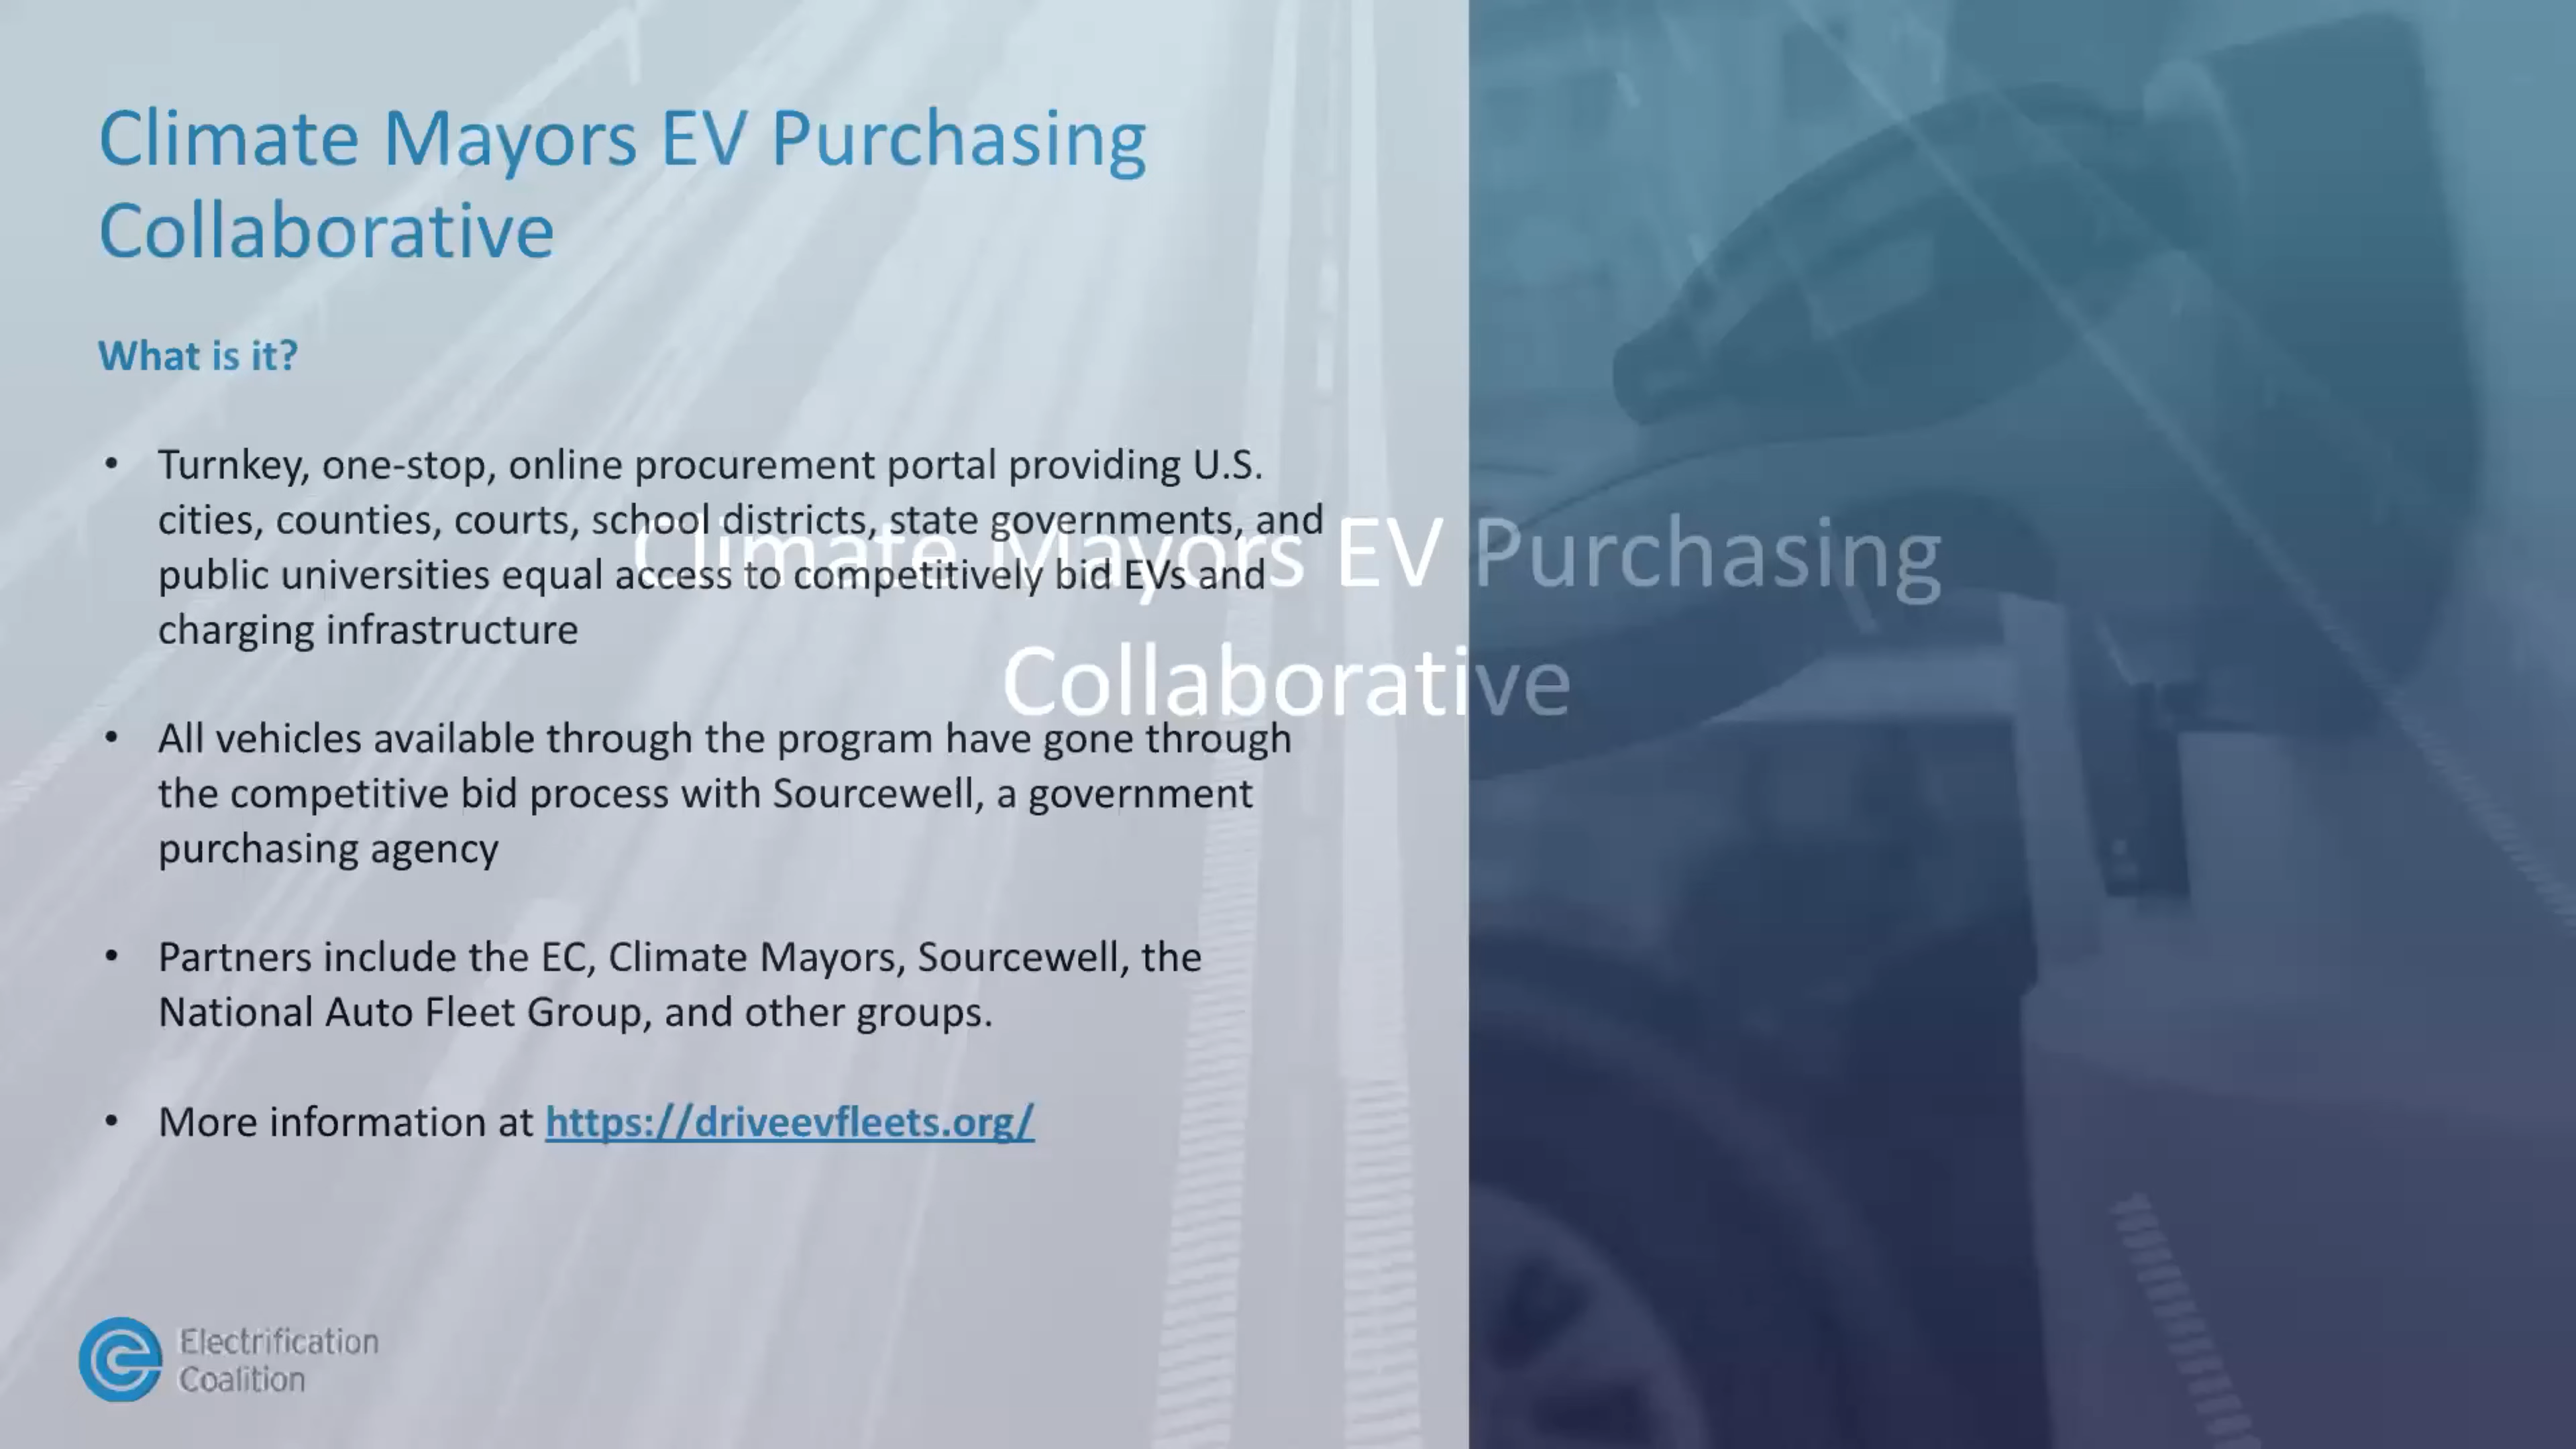 Climate Mayors EV Purchasing
Collaborative
What is it?
• Turnkey, one-stop, online procurement portal providing U.S.
cities, counties, courts, school districts, state governments, and
public universities equal access to competitively bid EVs and
charging infrastructure
• All vehicles available through the program have gone through
the competitive bid process with Sourcewell, a government
purchasing agency
• Partners include the EC, Climate Mayors, Sourcewell, the
National Auto Fleet Group, and other groups.
• More information at https://driveevfleets.org/
Climate Mayors EV Purchasing
Collaborative
Electrification
Coalition